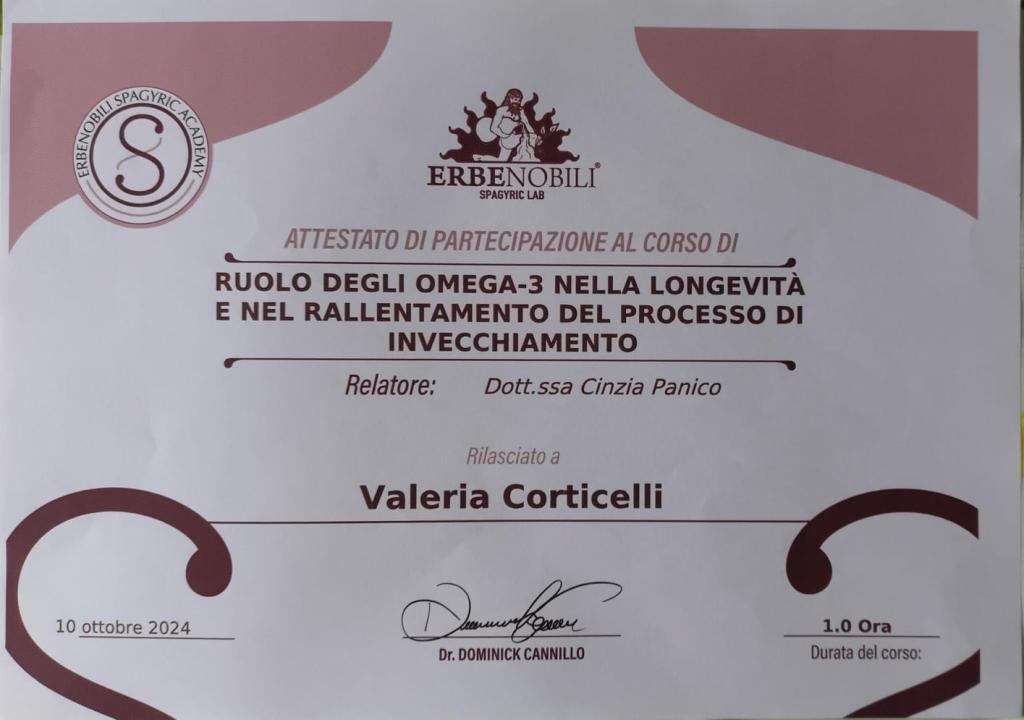 ERBENOBILI SPAGYRIC ACADEMY
S
ERBENOBILI®
SPAGYRIC LAB
ATTESTATO DI PARTECIPAZIONE AL CORSO DI
RUOLO DEGLI OMEGA-3 NELLA LONGEVITÀ
E NEL RALLENTAMENTO DEL PROCESSO DI
INVECCHIAMENTO
Relatore: Dott.ssa Cinzia Panico
Rilasciato a
Valeria Corticelli
10 ottobre 2024
Dr. DOMINICK CANNILLO
1.0 Ora
Durata del corso: